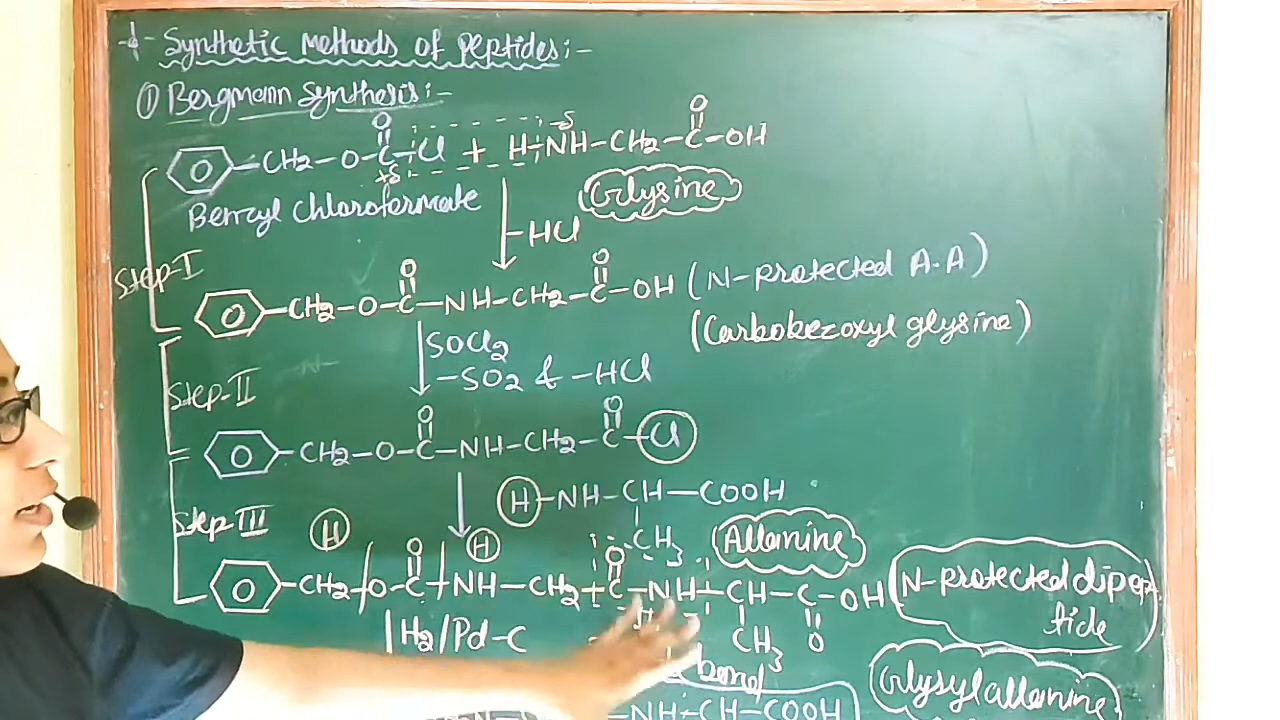 Synthetic Methods of Peptides:-
① Bergmann Synthesis:-
CH2-O-C(=O)-Cl + H-NH-CH2-C(=O)-OH
+δ -δ
Benzyl Chloroformate
Glysine
-HCl
Step-I
CH2-O-C(=O)-NH-CH2-C(=O)-OH (N-Protected A.A)
(Carbobezoxyl glysine)
SOCl2
-SO2 & -HCl
Step-II
CH2-O-C(=O)-NH-CH2-C(=O)-Cl
H-NH-CH(CH3)-COOH
Allanine
Step-III
H H
CH2-O-C(=O)-NH-CH2-C(=O)-NH-CH(CH3)-C(=O)-OH
N-protected dipeptide
H2/Pd-C
bond
Glysylallanine
-NH-CH-COOH